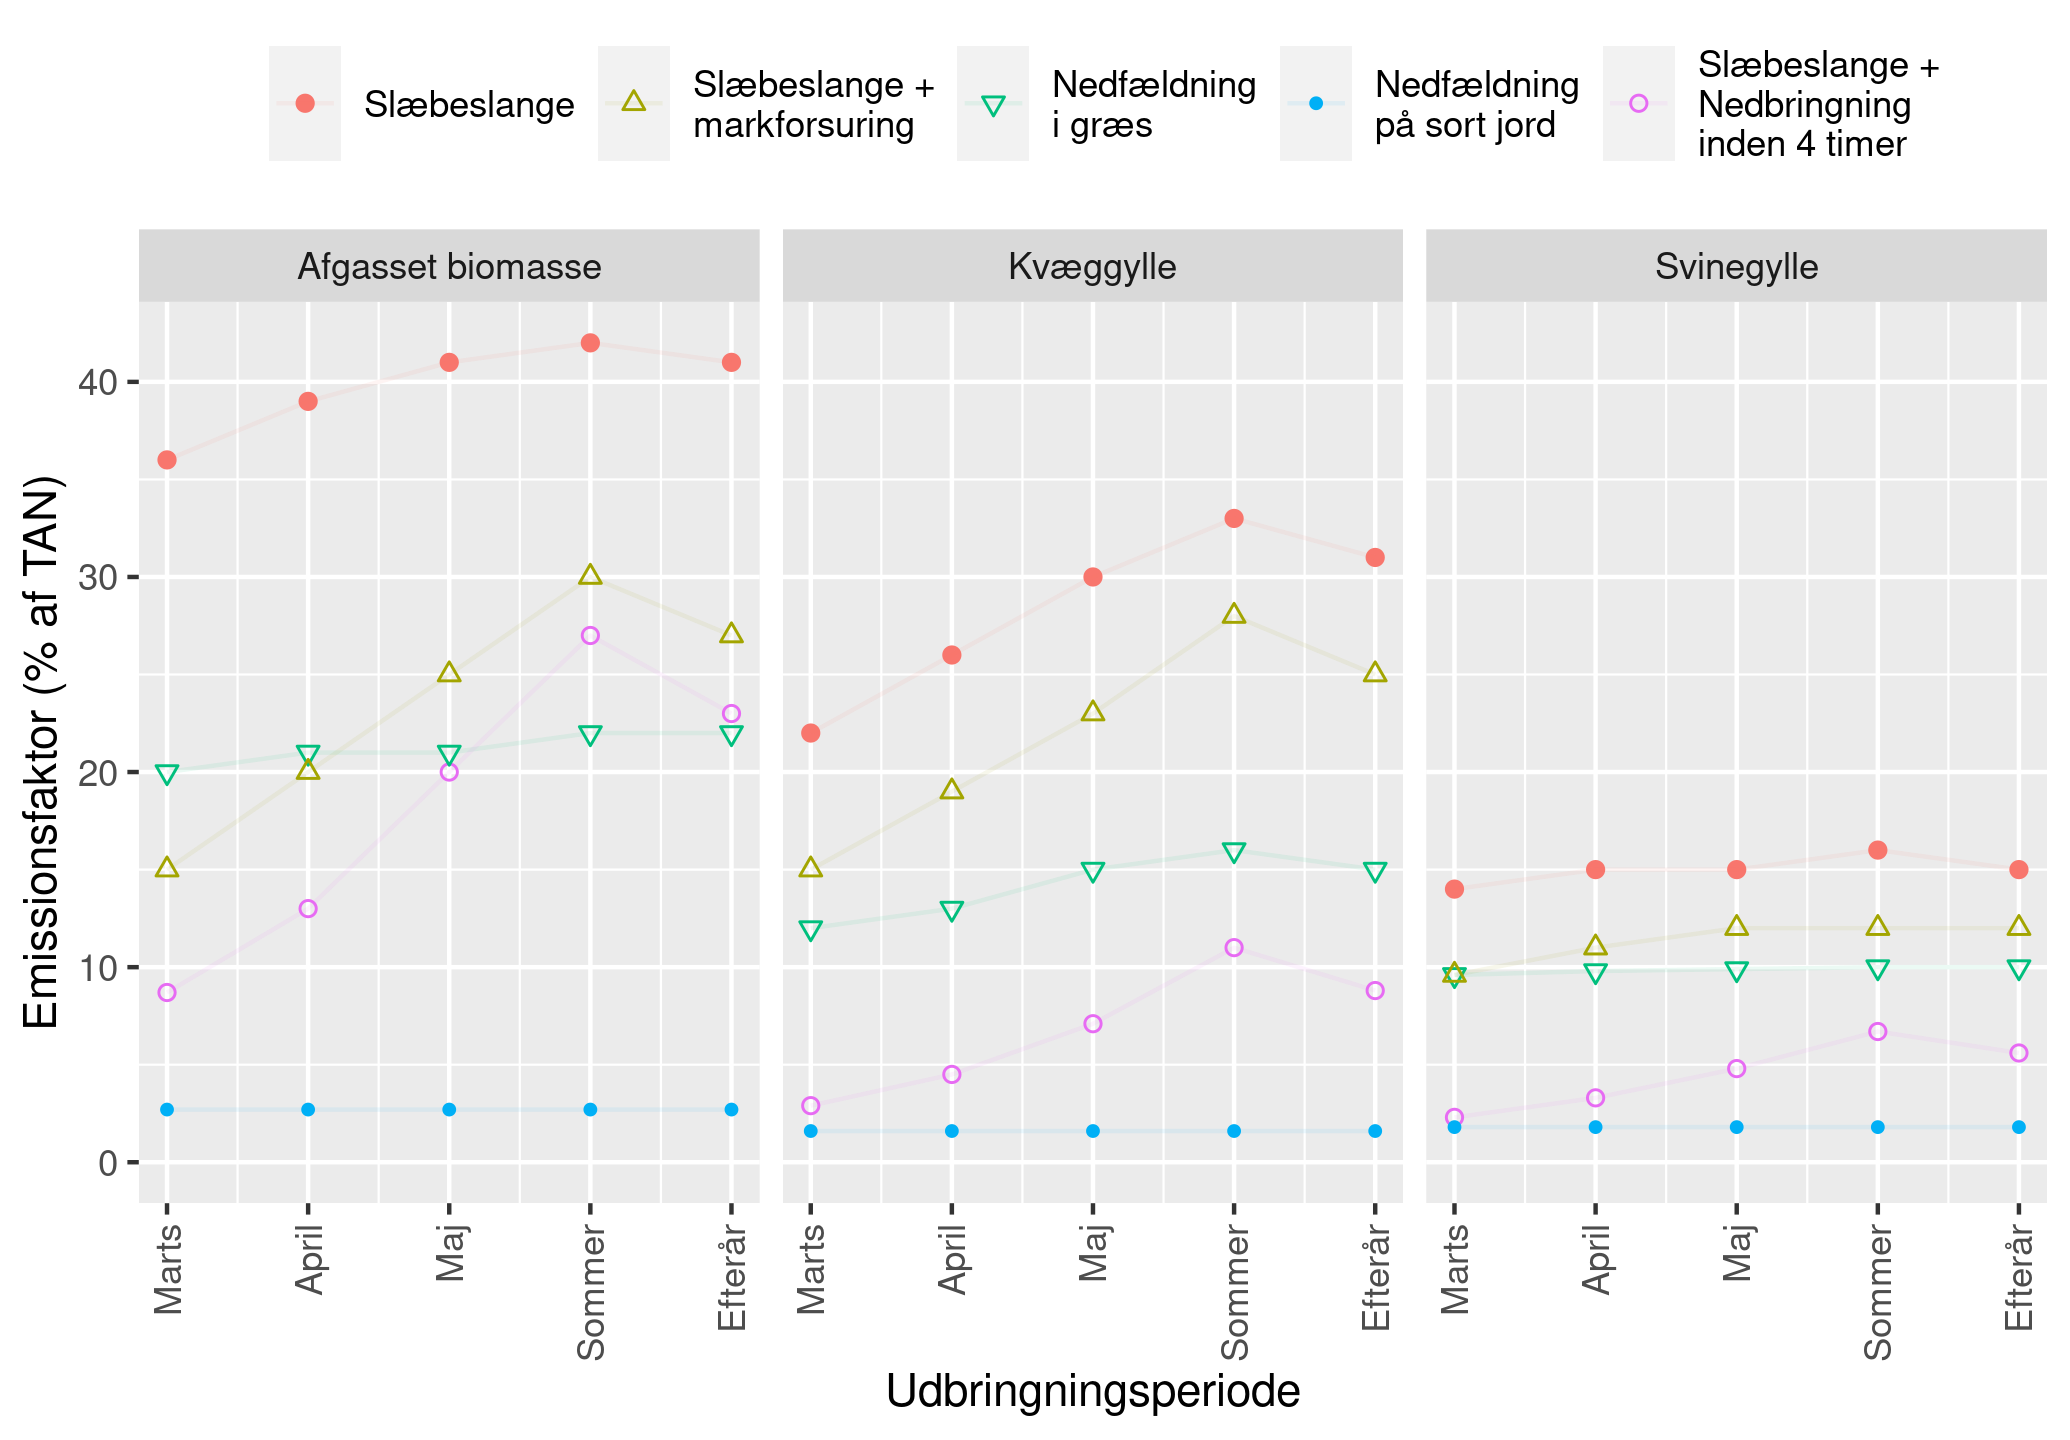 Slæbeslange
Slæbeslange +
markforsuring
Nedfældning
i græs
Nedfældning
på sort jord
Slæbeslange +
Nedbringning
inden 4 timer
Afgasset biomasse
Kvæggylle
Svinegylle
Emissionsfaktor (% af TAN)
40
30
20
10
0
Marts
April
Maj
Sommer
Efterår
Marts
April
Maj
Sommer
Efterår
Marts
April
Maj
Sommer
Efterår
Udbringningsperiode